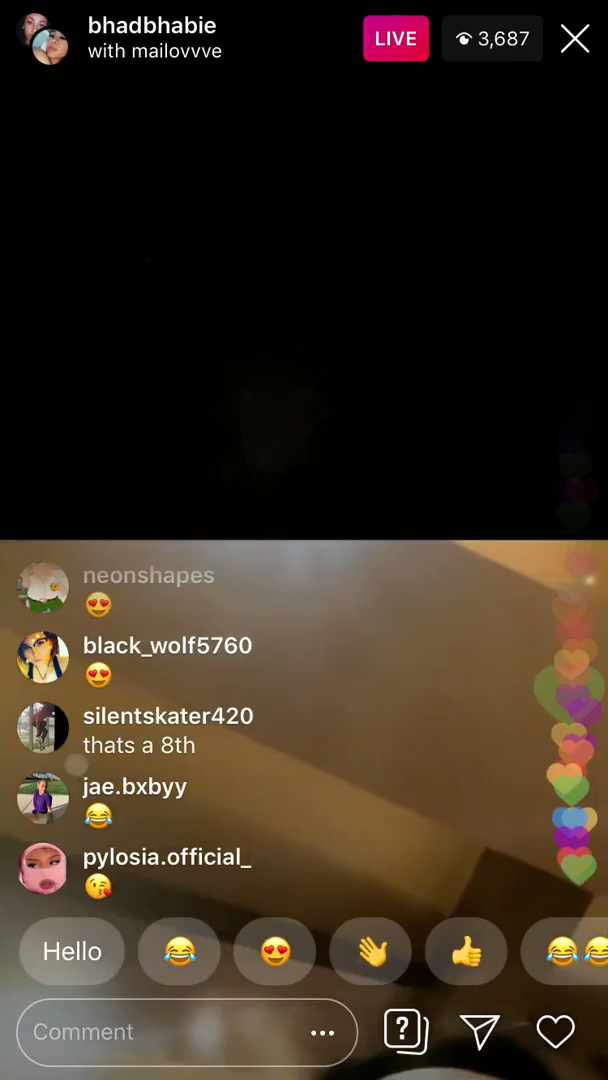 bhadbhabie
with mailovvve
LIVE
3,687
neonshapes
😍
black_wolf5760
😍
silentskater420
thats a 8th
jae.bxbyy
😂
pylosia.official_
😘
Hello 😂 😍 👋 👍 😂😂
Comment